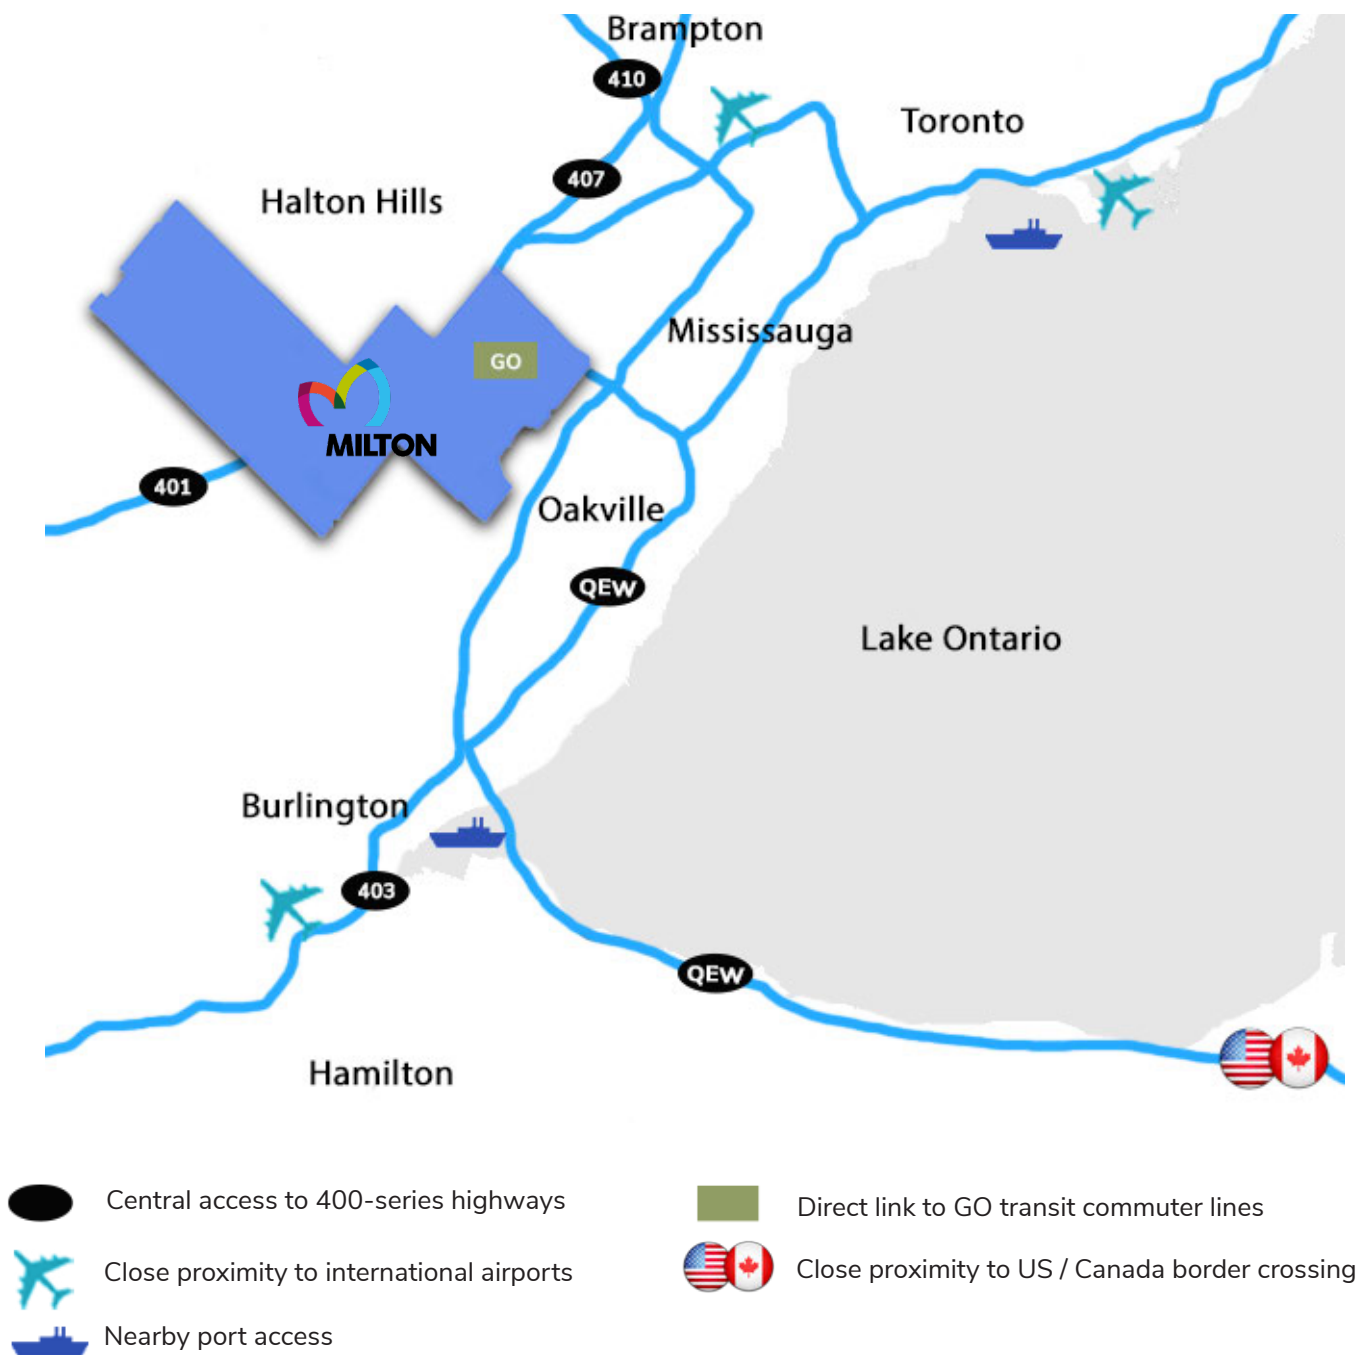 Brampton
410
Toronto
407
Halton Hills
Mississauga
GO
MILTON
401
Oakville
QEW
Lake Ontario
Burlington
403
QEW
Hamilton
Central access to 400-series highways
Direct link to GO transit commuter lines
Close proximity to international airports
Close proximity to US / Canada border crossing
Nearby port access